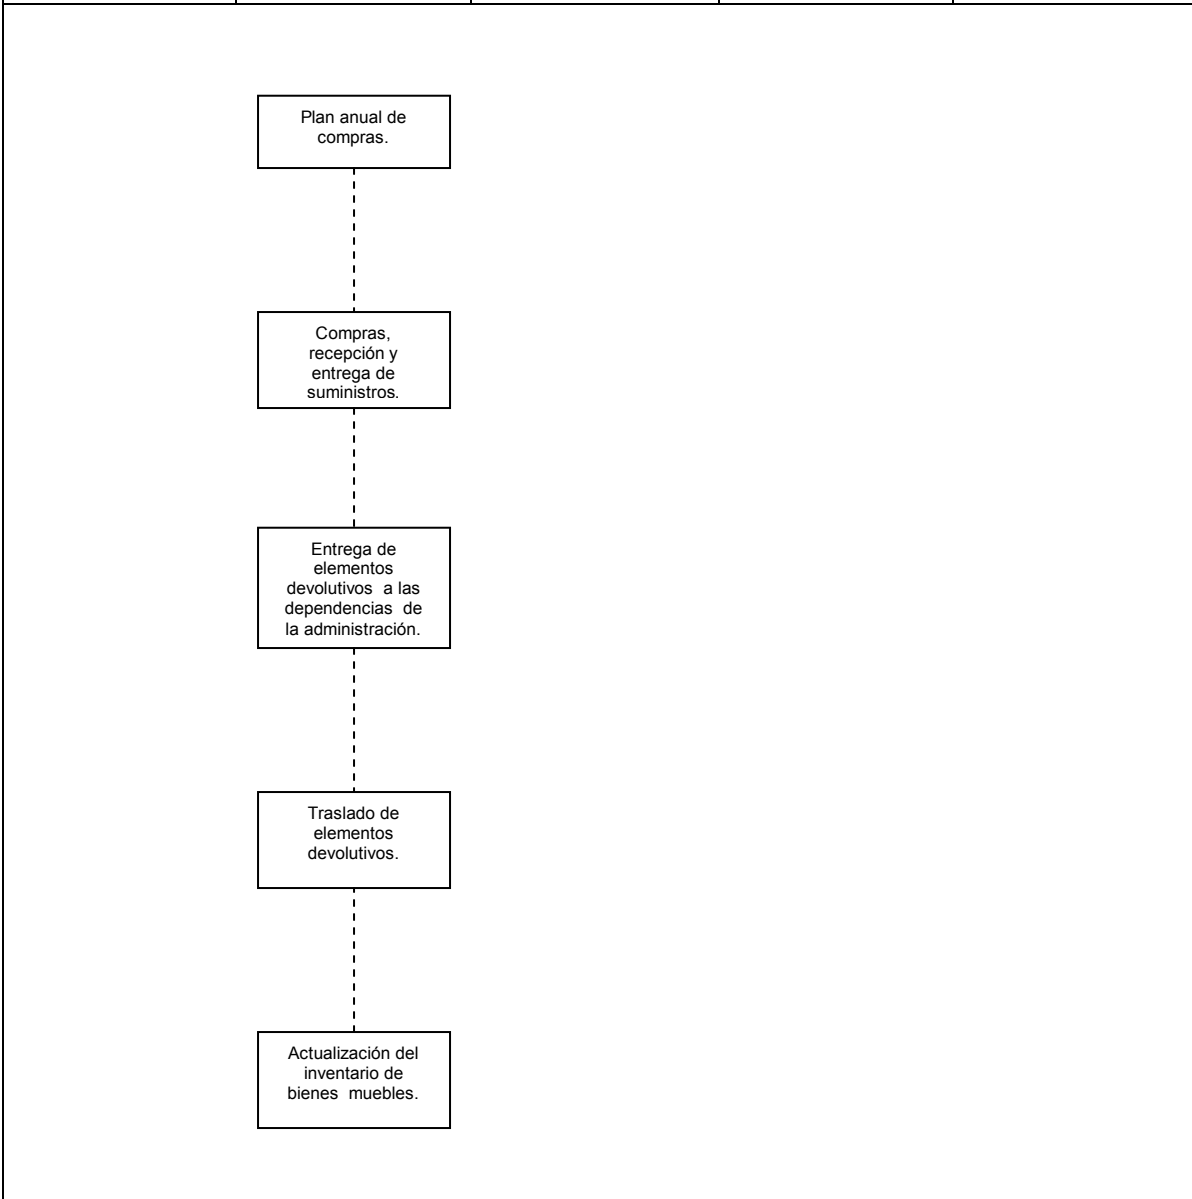 Plan anual de
compras.
Compras,
recepción y
entrega de
suministros.
Entrega de
elementos
devolutivos  a las
dependencias  de
la administración.
Traslado de
elementos
devolutivos.
Actualización del
inventario de
bienes  muebles.